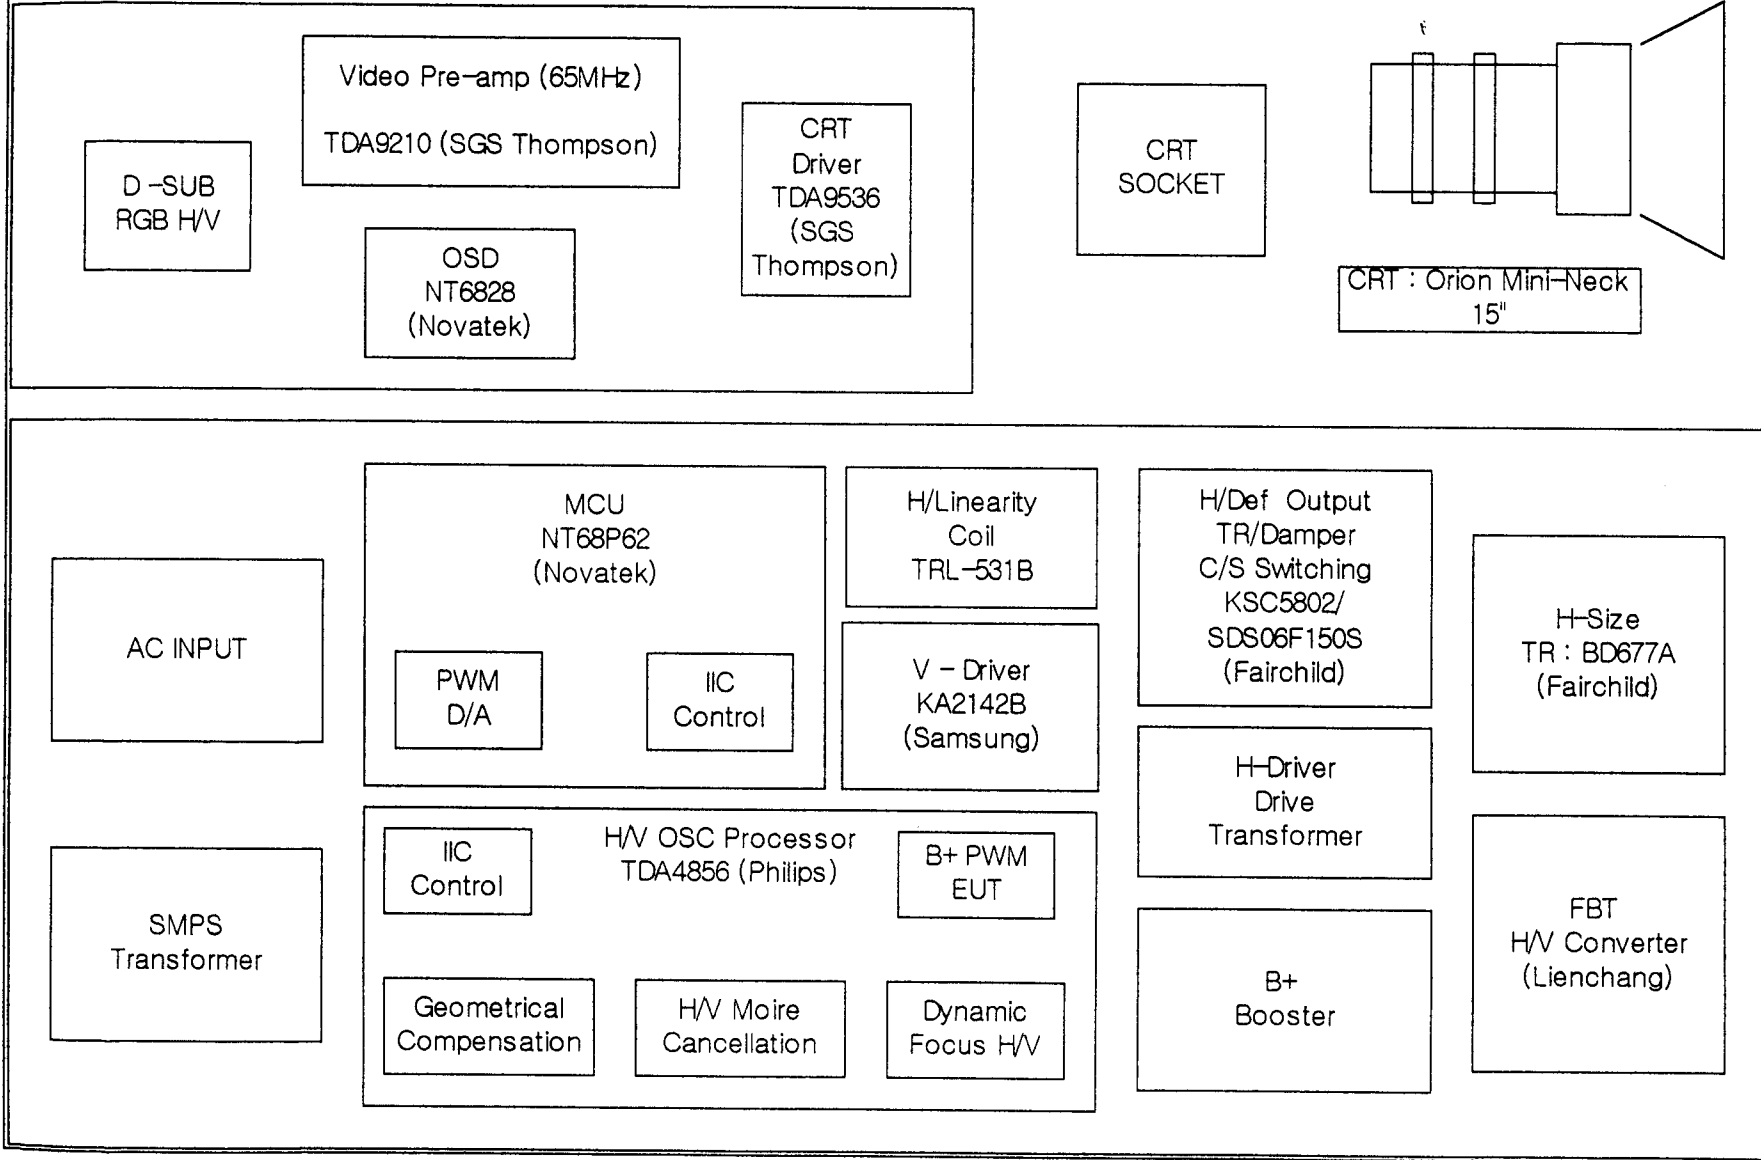 Video Pre-amp (65MHz)
TDA9210 (SGS Thompson)
D-SUB
RGB H/V
OSD
NT6828
(Novatek)
CRT
Driver
TDA9536
(SGS
Thompson)
CRT
SOCKET
CRT : Orion Mini-Neck
15"
AC INPUT
SMPS
Transformer
MCU
NT68P62
(Novatek)
PWM
D/A
IIC
Control
H/Linearity
Coil
TRL-531B
V - Driver
KA2142B
(Samsung)
H/V OSC Processor
TDA4856 (Philips)
IIC
Control
B+ PWM
EUT
Geometrical
Compensation
H/V Moire
Cancellation
Dynamic
Focus H/V
H/Def Output
TR/Damper
C/S Switching
KSC5802/
SDS06F150S
(Fairchild)
H-Driver
Drive
Transformer
B+
Booster
H-Size
TR : BD677A
(Fairchild)
FBT
H/V Converter
(Lienchang)